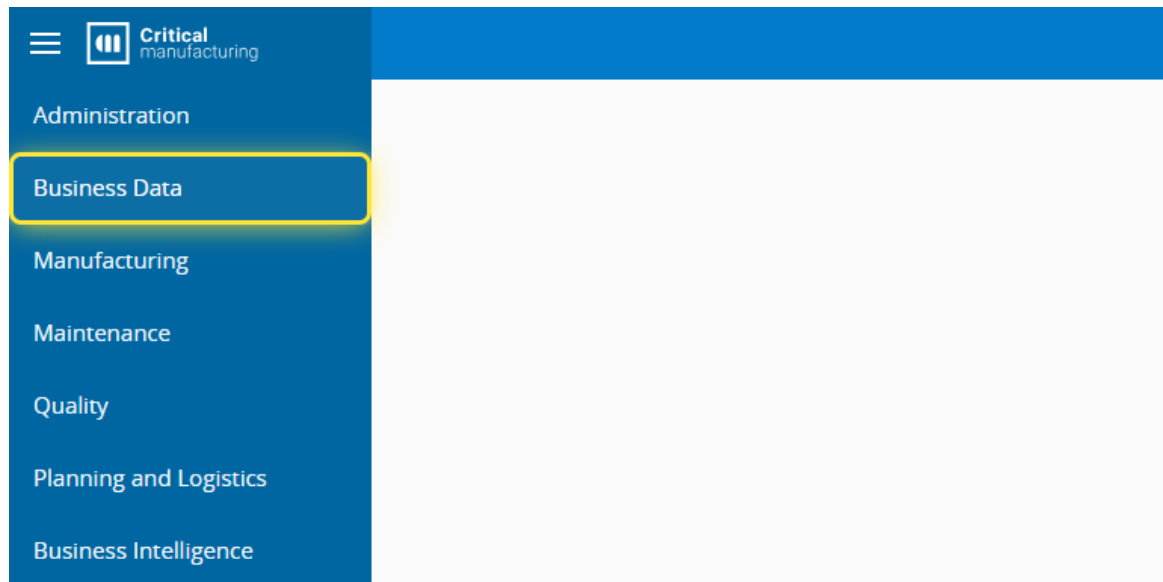 Critical
manufacturing
Administration
Business Data
Manufacturing
Maintenance
Quality
Planning and Logistics
Business Intelligence